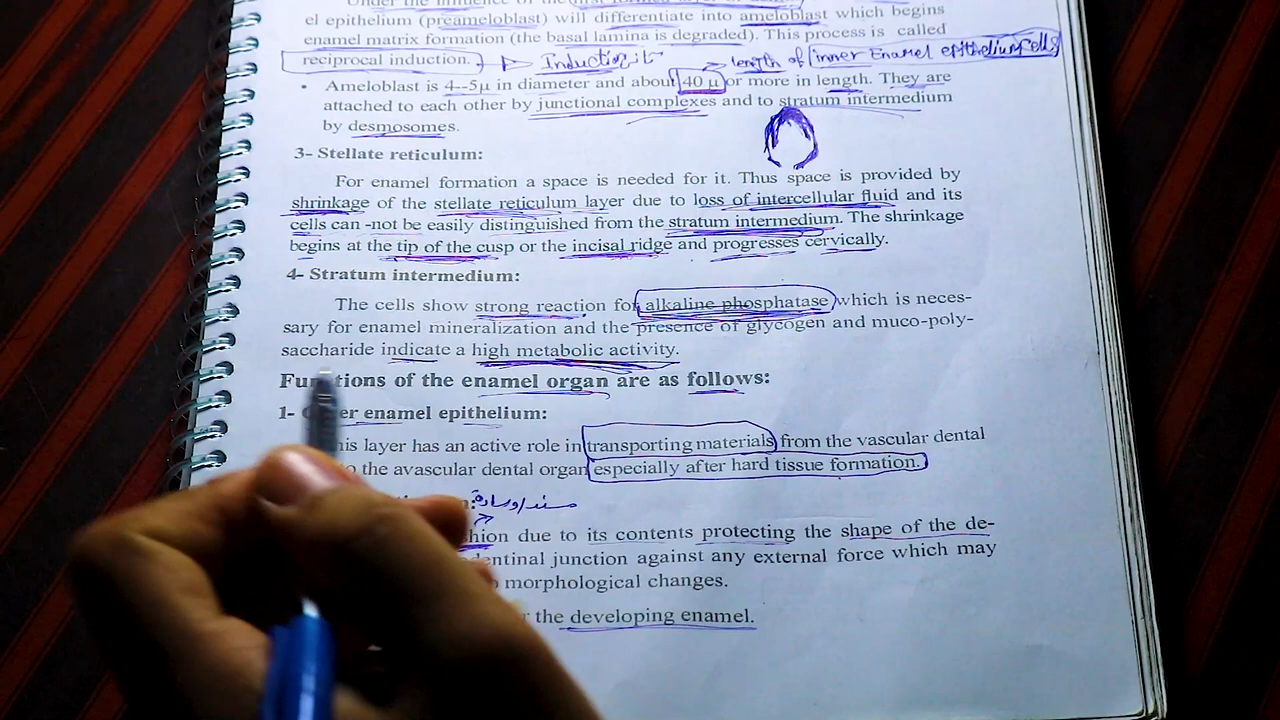 Under the influence of the first formed layer of
el epithelium (preameloblast) will differentiate into ameloblast which begins
enamel matrix formation (the basal lamina is degraded). This process is called
reciprocal induction. Induction length of inner Enamel epithelium cells
• Ameloblast is 4--5μ in diameter and about 40 μ or more in length. They are
attached to each other by junctional complexes and to stratum intermedium
by desmosomes.
3- Stellate reticulum:
For enamel formation a space is needed for it. Thus space is provided by
shrinkage of the stellate reticulum layer due to loss of intercellular fluid and its
cells can -not be easily distinguished from the stratum intermedium. The shrinkage
begins at the tip of the cusp or the incisal ridge and progresses cervically.
4- Stratum intermedium:
The cells show strong reaction for alkaline phosphatase which is neces-
sary for enamel mineralization and the presence of glycogen and muco-poly-
saccharide indicate a high metabolic activity.
Functions of the enamel organ are as follows:
1- enamel epithelium:
layer has an active role in transporting materials from the vascular dental
the avascular dental organ especially after hard tissue formation.
due to its contents protecting the shape of the de-
junction against any external force which may
morphological changes.
the developing enamel.